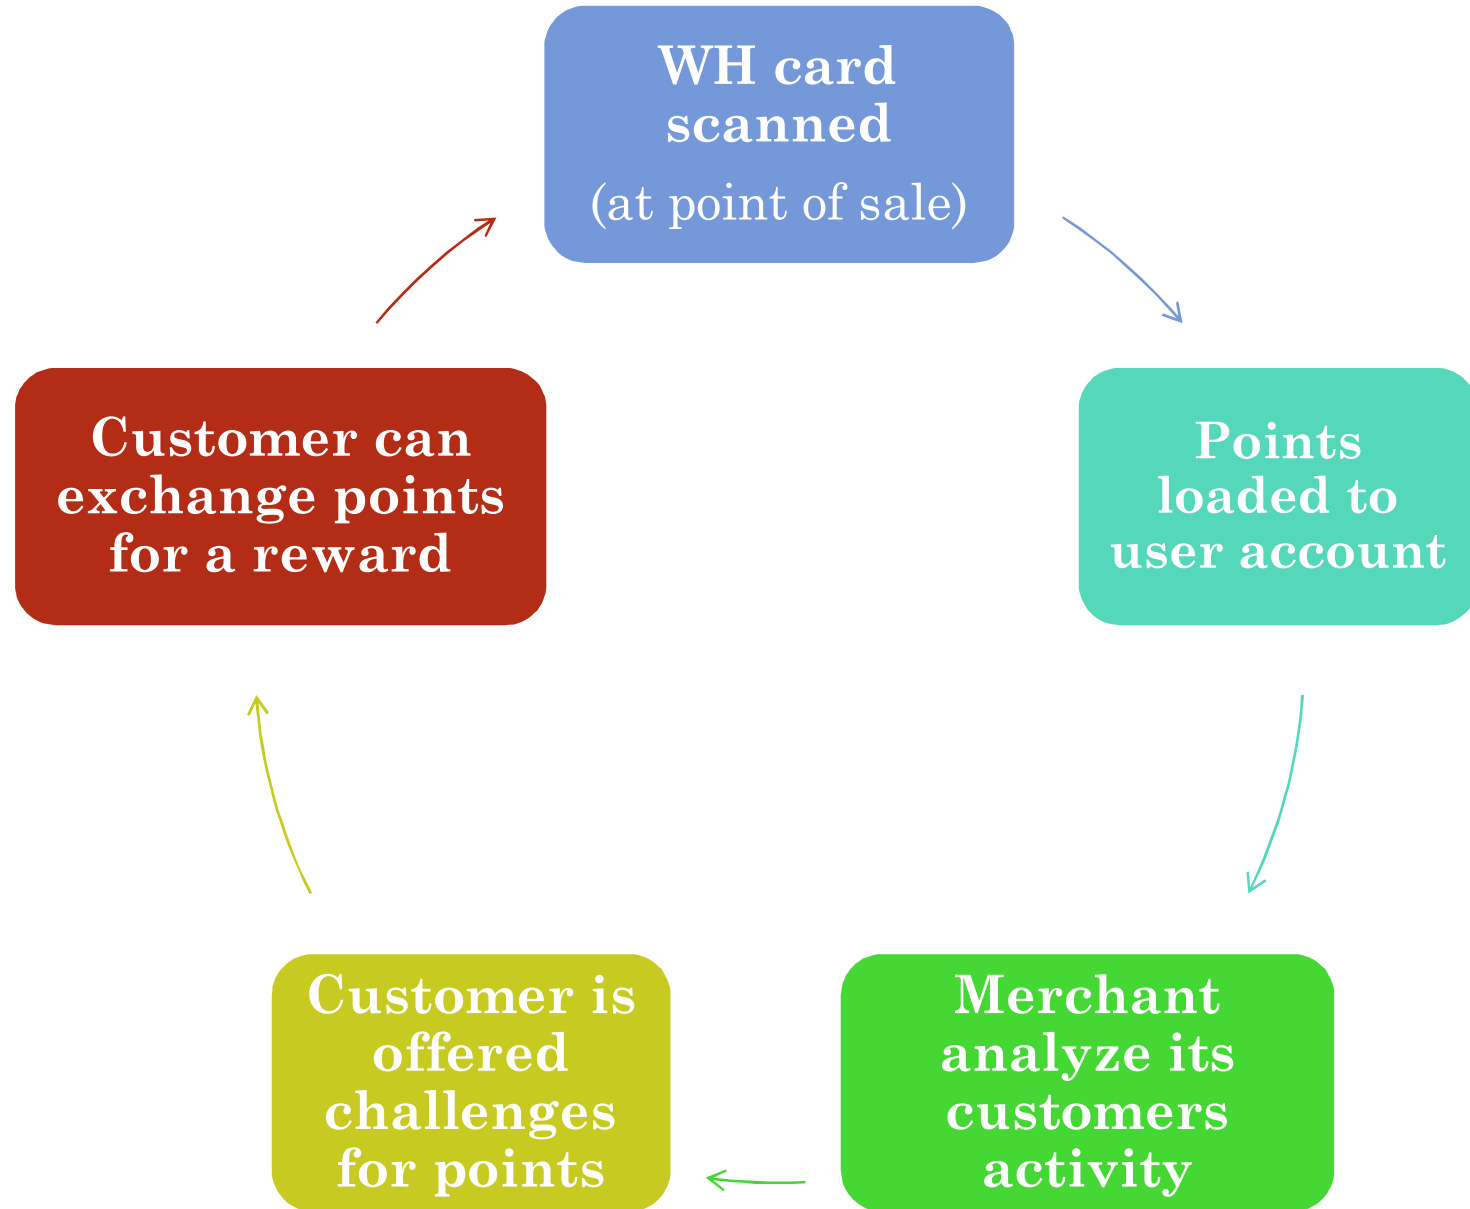 WH card
scanned
(at point of sale)
Points
loaded to
user account
Merchant
analyze its
customers
activity
Customer is
offered
challenges
for points
Customer can
exchange points
for a reward